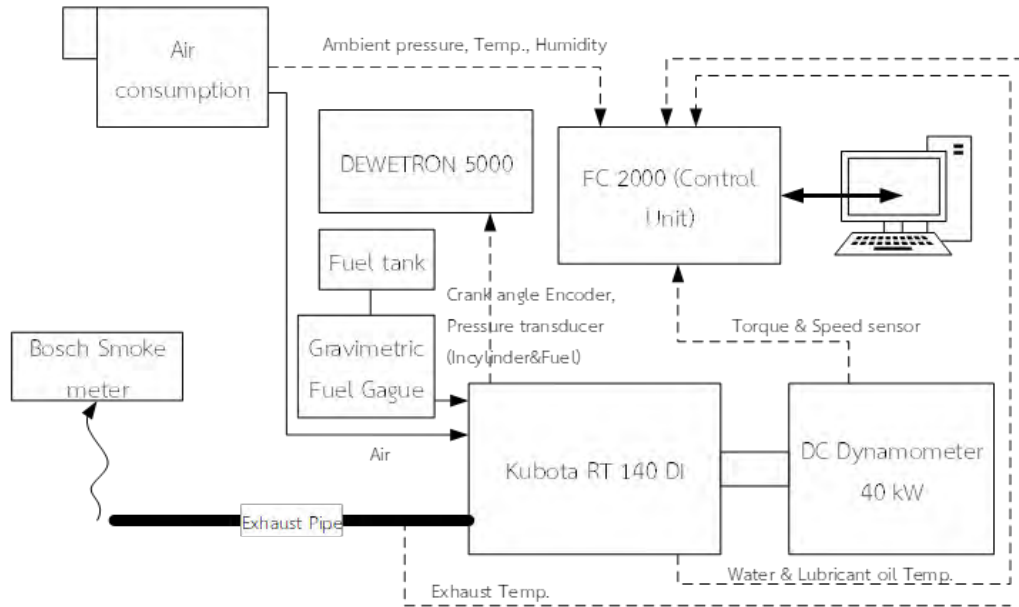 Air
consumption
Ambient pressure, Temp., Humidity
DEWETRON 5000
FC 2000 (Control
Unit)
Fuel tank
Crank angle Encoder,
Pressure transducer
(Incylinder&Fuel)
Gravimetric
Fuel Gague
Torque & Speed sensor
Bosch Smoke
meter
Air
Kubota RT 140 DI
DC Dynamometer
40 kW
Exhaust Pipe
Water & Lubricant oil Temp.
Exhaust Temp.